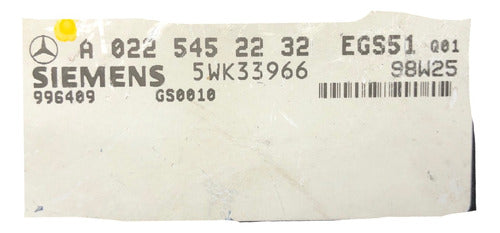 A 022 545 22 32 EGS51 Q01
SIEMENS 5WK33966 98W25
996409 GS0010